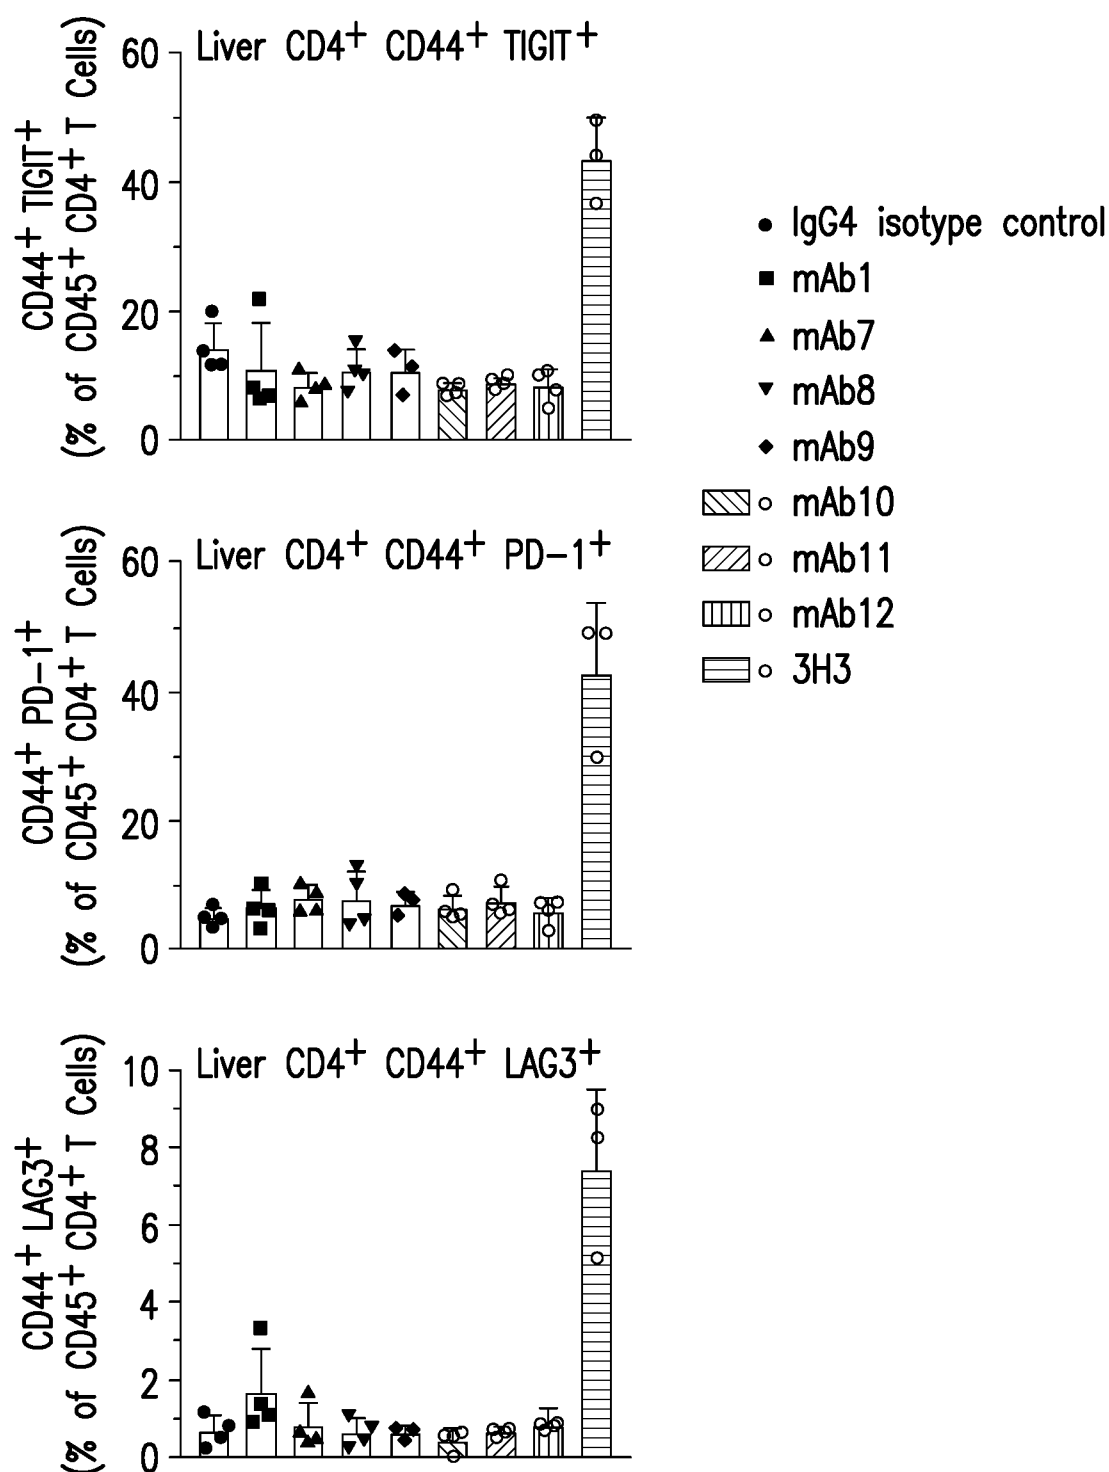 Liver CD4+ CD44+ TIGIT+
CD44+ TIGIT+
(% of CD45+ CD4+ T Cells)
60
40
20
0
IgG4 isotype control
mAb1
mAb7
mAb8
mAb9
mAb10
mAb11
mAb12
3H3
Liver CD4+ CD44+ PD-1+
CD44+ PD-1+
(% of CD45+ CD4+ T Cells)
60
40
20
0
Liver CD4+ CD44+ LAG3+
CD44+ LAG3+
(% of CD45+ CD4+ T Cells)
10
8
6
4
2
0